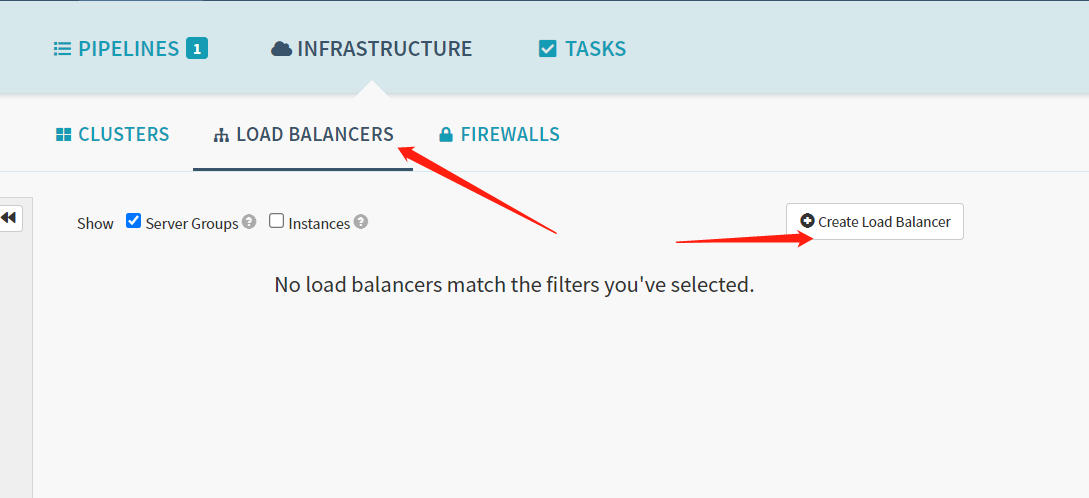 PIPELINES 1 INFRASTRUCTURE TASKS
CLUSTERS LOAD BALANCERS FIREWALLS
Show Server Groups ? Instances ? Create Load Balancer
No load balancers match the filters you've selected.